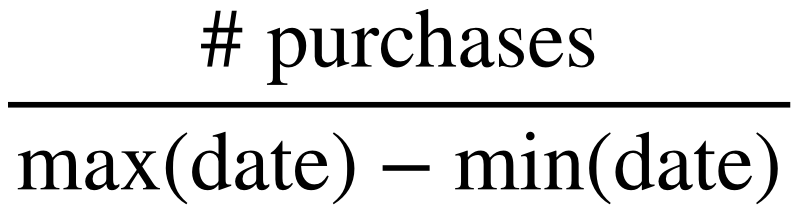 # purchases
max(date) − min(date)